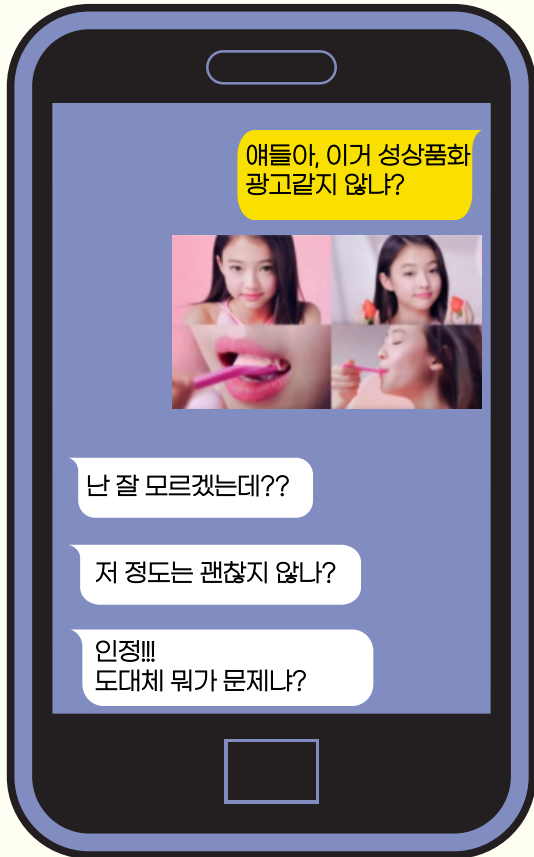 얘들아, 이거 성상품화
광고같지 않냐?
난 잘 모르겠는데??
저 정도는 괜찮지 않나?
인정!!!
도대체 뭐가 문제냐?